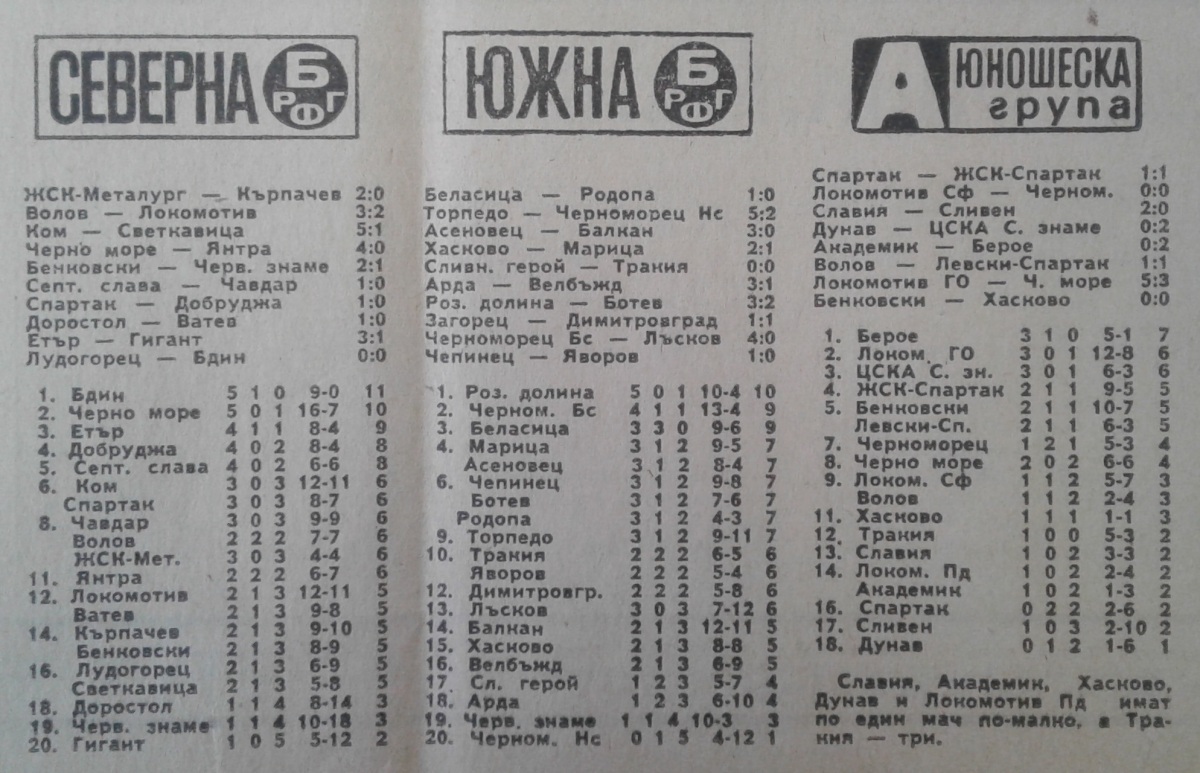 СЕВЕРНА Б РФГ
ЖСК-Металург — Кърпачев 2:0
Волов — Локомотив 3:2
Ком — Светкавица 5:1
Черно море — Янтра 4:0
Бенковски — Черв. знаме 2:1
Септ. слава — Чавдар 1:0
Спартак — Добруджа 1:0
Доростол — Ватев 1:0
Етър — Гигант 3:1
Лудогорец — Бдин 0:0
1. Бдин 5 1 0 9-0 11
2. Черно море 5 0 1 16-7 10
3. Етър 4 1 1 8-4 9
4. Добруджа 4 0 2 8-4 8
5. Септ. слава 4 0 2 6-6 8
6. Ком 3 0 3 12-11 6
Спартак 3 0 3 8-7 6
8. Чавдар 3 0 3 9-9 6
Волов 2 2 2 7-7 6
ЖСК-Мет. 3 0 3 4-4 6
11. Янтра 2 2 2 6-7 6
12. Локомотив 2 1 3 12-11 5
Ватев 2 1 3 9-8 5
14. Кърпачев 2 1 3 9-10 5
Бенковски 2 1 3 8-9 5
16. Лудогорец 2 1 3 6-9 5
Светкавица 2 1 3 5-8 5
18. Доростол 1 1 4 8-14 3
19. Черв. знаме 1 1 4 10-18 3
20. Гигант 1 0 5 5-12 2
ЮЖНА Б РФГ
Беласица — Родопа 1:0
Торпедо — Черноморец Нс 5:2
Асеновец — Балкан 3:0
Хасково — Марица 2:1
Сливн. герой — Тракия 0:0
Арда — Велбъжд 3:1
Роз. долина — Ботев 3:2
Загорец — Димитровград 1:1
Черноморец Бс — Лъсков 4:0
Чепинец — Яворов 1:0
1. Роз. долина 5 0 1 10-4 10
2. Черном. Бс 4 1 1 13-4 9
3. Беласица 3 3 0 9-6 9
4. Марица 3 1 2 9-5 7
Асеновец 3 1 2 8-4 7
6. Чепинец 3 1 2 9-8 7
Ботев 3 1 2 7-6 7
Родопа 3 1 2 4-3 7
9. Торпедо 3 1 2 9-11 7
10. Тракия 2 2 2 6-5 6
Яворов 2 2 2 5-4 6
12. Димитровгр. 2 2 2 5-8 6
13. Лъсков 3 0 3 7-12 6
14. Балкан 2 1 3 12-11 5
15. Хасково 2 1 3 8-8 5
16. Велбъжд 2 1 3 6-9 5
17. Сл. герой 1 2 3 5-7 4
18. Арда 1 2 3 6-10 4
19. Черв. знаме 1 1 4 10-3 3
20. Черном. Нс 0 1 5 4-12 1
А ЮНОШЕСКА
група
Спартак — ЖСК-Спартак 1:1
Локомотив Сф — Черном. 0:0
Славия — Сливен 2:0
Дунав — ЦСКА С. знаме 0:2
Академик — Берое 0:2
Волов — Левски-Спартак 1:1
Локомотив ГО — Ч. море 5:3
Бенковски — Хасково 0:0
1. Берое 3 1 0 5-1 7
2. Локом. ГО 3 0 1 12-8 6
3. ЦСКА С. зн. 3 0 1 6-3 6
4. ЖСК-Спартак 2 1 1 9-5 5
5. Бенковски 2 1 1 10-7 5
Левски-Сп. 2 1 1 6-3 5
7. Черноморец 1 2 1 5-3 4
8. Черно море 2 0 2 6-6 4
9. Локом. Сф 1 1 2 5-7 3
Волов 1 1 2 2-4 3
11. Хасково 1 1 1 1-1 3
12. Тракия 1 0 0 5-3 2
13. Славия 1 0 2 3-3 2
14. Локом. Пд 1 0 2 2-4 2
Академик 1 0 2 1-3 2
16. Спартак 0 2 2 2-6 2
17. Сливен 1 0 3 2-10 2
18. Дунав 0 1 2 1-6 1
Славия, Академик, Хасково,
Дунав и Локомотив Пд имат
по един мач по-малко, а Тра-
кия — три.